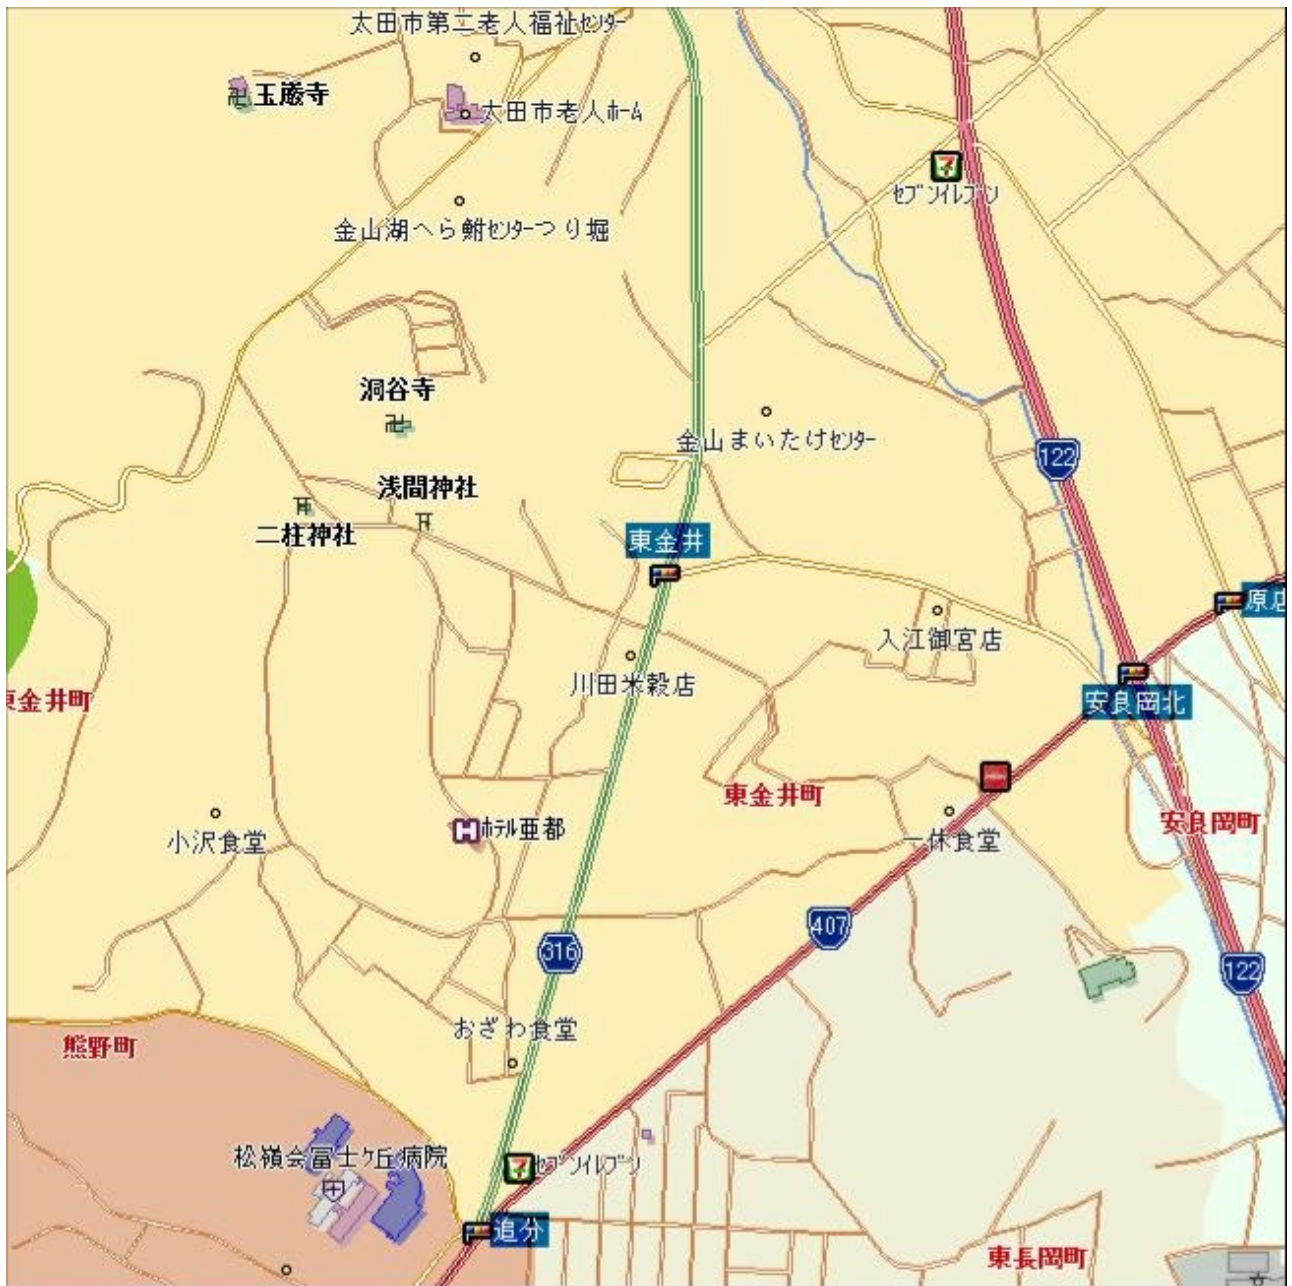 太田市第二老人福祉ｾﾝﾀｰ
玉巌寺
太田市老人ﾎｰﾑ
ｾﾌﾞﾝｲﾚﾌﾞﾝ
金山湖へら鮒ｾﾝﾀｰつり堀
洞谷寺
金山まいたけｾﾝﾀｰ
122
浅間神社
二柱神社
東金井
原店
入江御宮店
川田米穀店
東金井町
安良岡北
東金井町
安良岡町
小沢食堂
ﾎﾃﾙ亜都
一休食堂
407
316
122
おざわ食堂
熊野町
松嶺会冨士ケ丘病院
ｾﾌﾞﾝｲﾚﾌﾞﾝ
追分
東長岡町